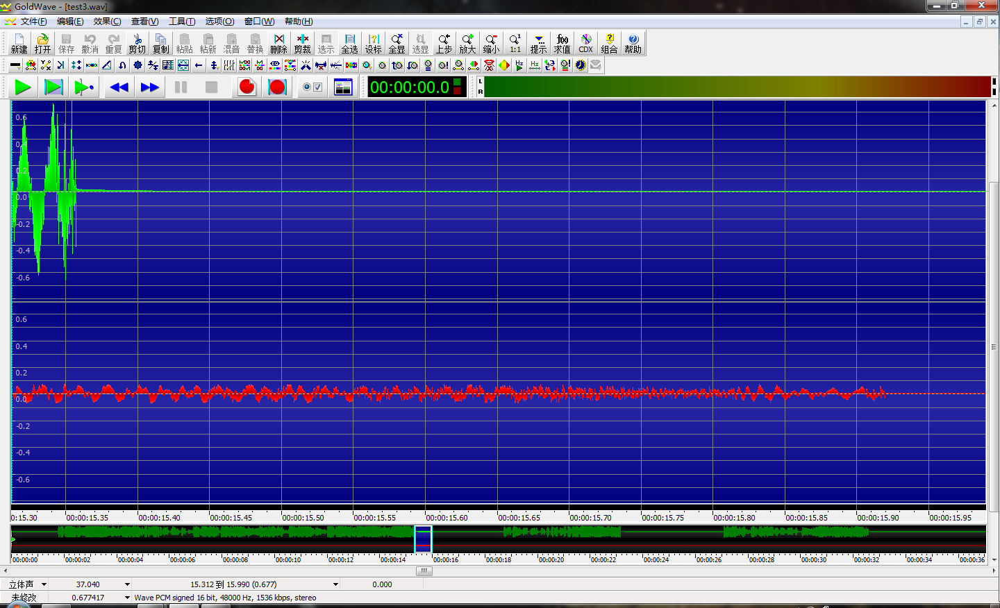 GoldWave - [test3.wav]
文件(F) 编辑(E) 效果(C) 查看(V) 工具(T) 选项(O) 窗口(W) 帮助(H)
新建 打开 保存 撤消 重复 剪切 复制 粘贴 粘新 混音 替换 删除 剪裁 选示 全选 设标 全显 选显 上步 放大 缩小 1:1 提示 求值 CDX 组合 帮助
00:00:00.0
L
R
0.6
0.4
0.2
0.0
-0.2
-0.4
-0.6
0.6
0.4
0.2
0.0
-0.2
-0.4
-0.6
0:15.30 00:00:15.35 00:00:15.40 00:00:15.45 00:00:15.50 00:00:15.55 00:00:15.60 00:00:15.65 00:00:15.70 00:00:15.75 00:00:15.80 00:00:15.85 00:00:15.90 00:00:15.95
00:00:00 00:00:02 00:00:04 00:00:06 00:00:08 00:00:10 00:00:12 00:00:14 00:00:16 00:00:18 00:00:20 00:00:22 00:00:24 00:00:26 00:00:28 00:00:30 00:00:32 00:00:34 00:00:36
立体声 37.040 15.312 到 15.990 (0.677) 0.000
未修改 0.677417 Wave PCM signed 16 bit, 48000 Hz, 1536 kbps, stereo